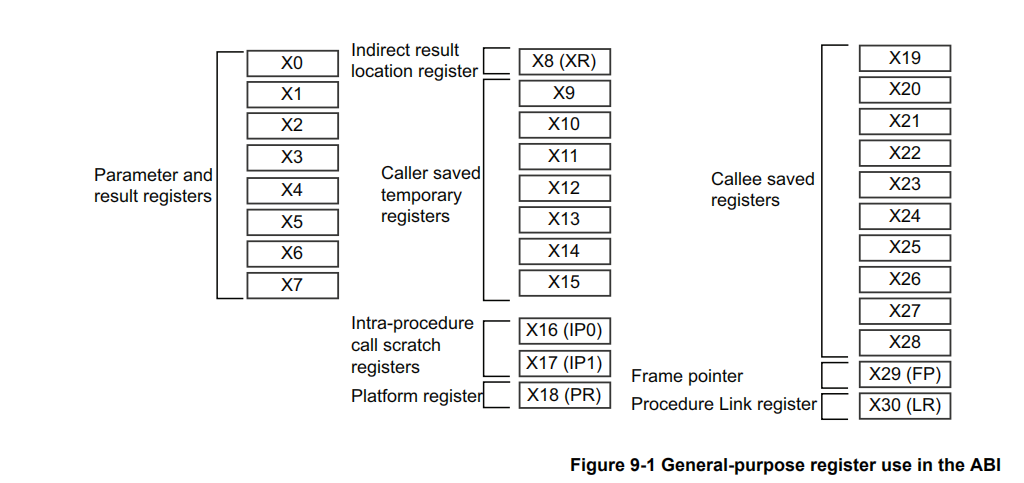 Parameter and
result registers
X0
X1
X2
X3
X4
X5
X6
X7
Indirect result
location register
X8 (XR)
Caller saved
temporary
registers
X9
X10
X11
X12
X13
X14
X15
Intra-procedure
call scratch
registers
X16 (IP0)
X17 (IP1)
Platform register
X18 (PR)
Callee saved
registers
X19
X20
X21
X22
X23
X24
X25
X26
X27
X28
Frame pointer
X29 (FP)
Procedure Link register
X30 (LR)
Figure 9-1 General-purpose register use in the ABI